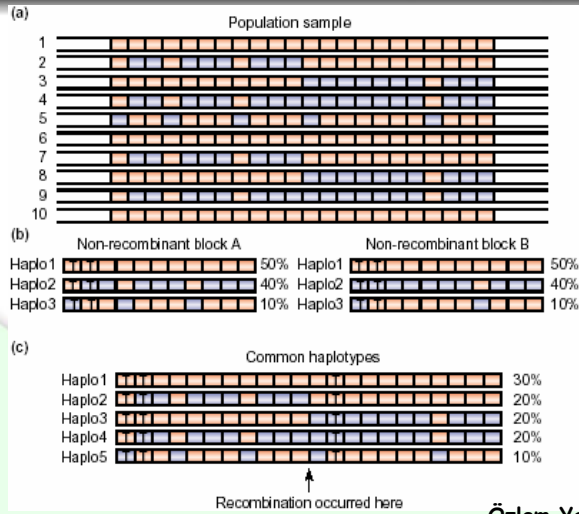 (a)
Population sample
1
2
3
4
5
6
7
8
9
10
(b)
Non-recombinant block A
Haplo1 T T 50%
Haplo2 T T 40%
Haplo3 T T 10%
Non-recombinant block B
Haplo1 T T 50%
Haplo2 T T 40%
Haplo3 T T 10%
(c)
Common haplotypes
Haplo1 T T T 30%
Haplo2 T T T 20%
Haplo3 T T T 20%
Haplo4 T T T 20%
Haplo5 T T T 10%
Recombination occurred here
Özlem